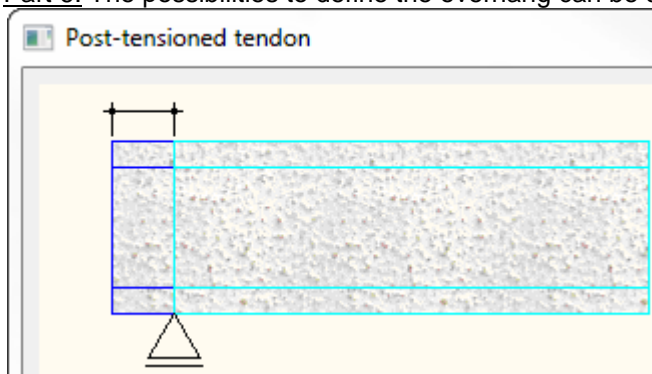 Part 3: The possibilities to define the overhang can be
Post-tensioned tendon